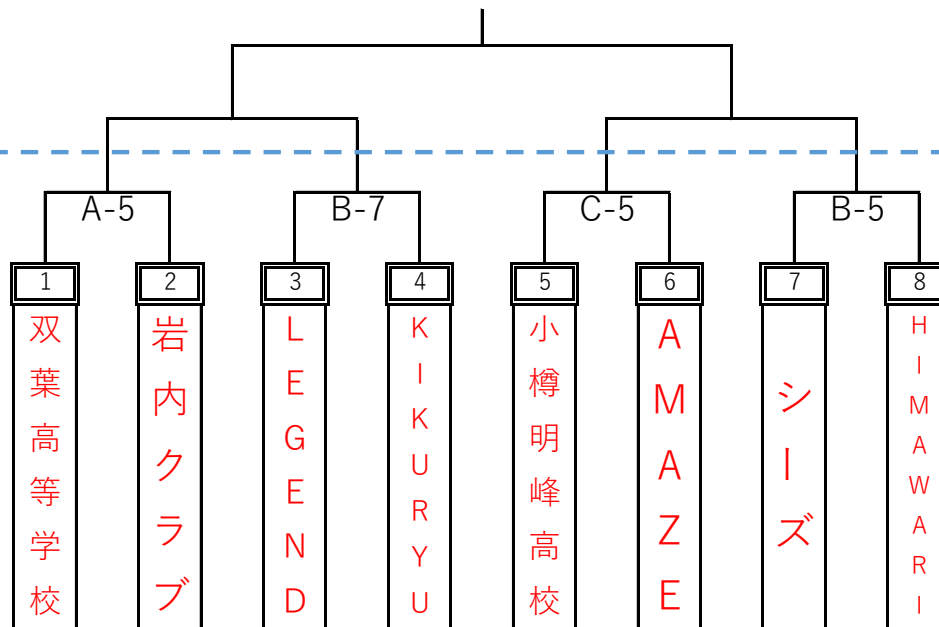 A-5
B-7
C-5
B-5
1
2
3
4
5
6
7
8
双葉高等学校
岩内クラブ
LEGEND
KIKURYU
小樽明峰高校
AMAZE
シーズ
HIMAWARI